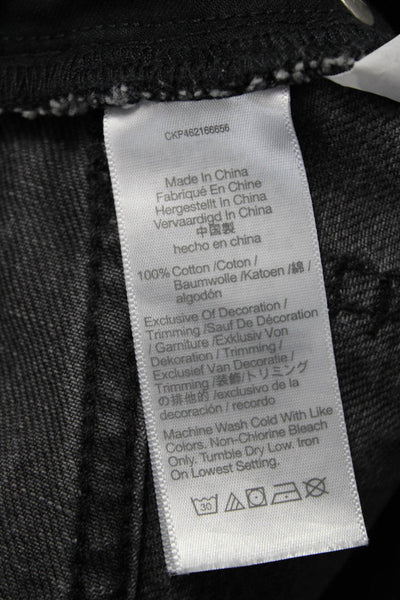 CKP462166656
Made In China
Fabriqué En Chine
Hergestellt In China
Vervaardigd In China
中国製
hecho en china
100% Cotton /Coton /
Baumwolle /Katoen /綿 /
algodón
Exclusive Of Decoration /
Trimming /Sauf De Décoration
/ Garniture /Exklusiv Von
Dekoration / Trimming /
Exclusief Van Decoratie /
Trimming /装飾/トリミング
の排他的 /exclusivo de la
decoración / recorado
Machine Wash Cold With Like
Colors. Non-Chlorine Bleach
Only. Tumble Dry Low. Iron
On Lowest Setting.
30